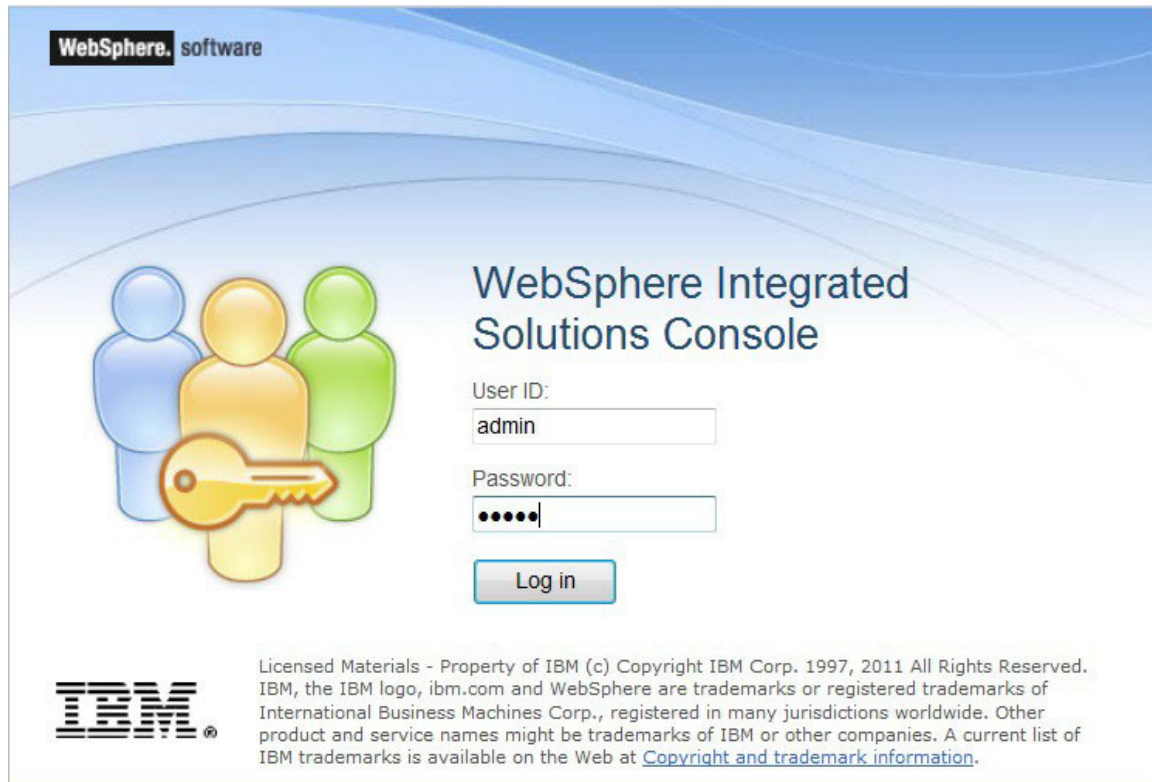 WebSphere. software
WebSphere Integrated
Solutions Console
User ID:
admin
Password:
•••••
Log in
Licensed Materials - Property of IBM (c) Copyright IBM Corp. 1997, 2011 All Rights Reserved.
IBM, the IBM logo, ibm.com and WebSphere are trademarks or registered trademarks of
International Business Machines Corp., registered in many jurisdictions worldwide. Other
product and service names might be trademarks of IBM or other companies. A current list of
IBM trademarks is available on the Web at Copyright and trademark information.
IBM®